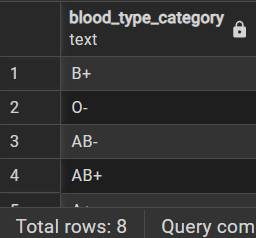 blood_type_category
text
1 B+
2 O-
3 AB-
4 AB+
Total rows: 8 Query com